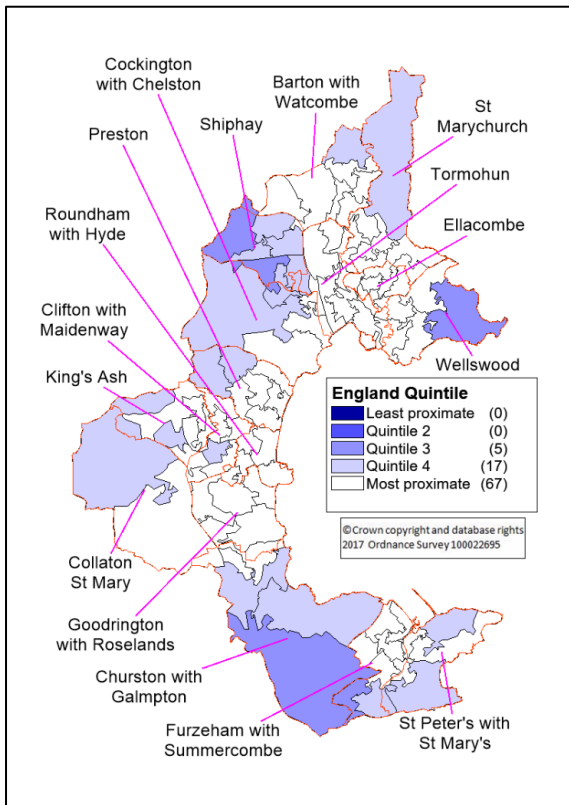 Cockington
with Chelston
Barton with
Watcombe
Preston
Shiphay
St
Marychurch
Tormohun
Roundham
with Hyde
Ellacombe
Clifton with
Maidenway
King's Ash
Wellswood
England Quintile
Least proximate (0)
Quintile 2 (0)
Quintile 3 (5)
Quintile 4 (17)
Most proximate (67)
©Crown copyright and database rights
2017 Ordnance Survey 100022695
Collaton
St Mary
Goodrington
with Roselands
Churston with
Galmpton
Furzeham with
Summercombe
St Peter's with
St Mary's